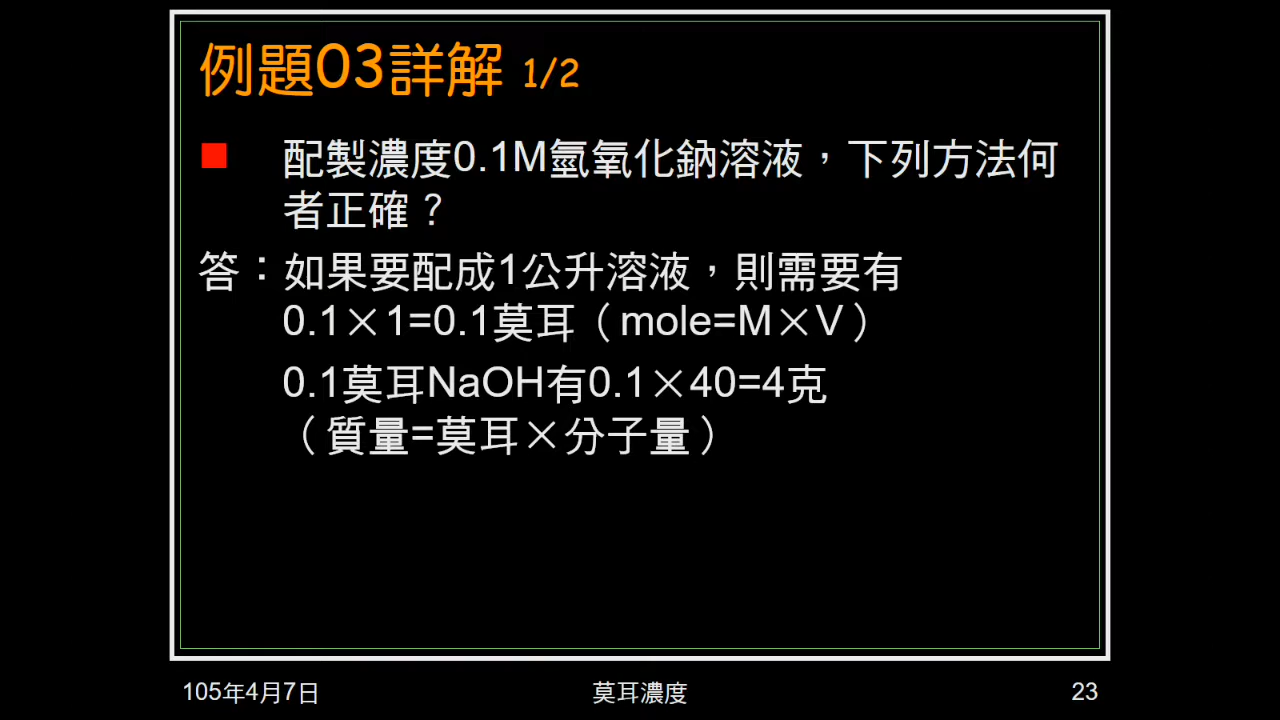 例題03詳解 1/2
配製濃度0.1M氫氧化鈉溶液，下列方法何
者正確？
答：如果要配成1公升溶液，則需要有
0.1×1=0.1莫耳（mole=M×V）
0.1莫耳NaOH有0.1×40=4克
（質量=莫耳×分子量）
105年4月7日
莫耳濃度
23